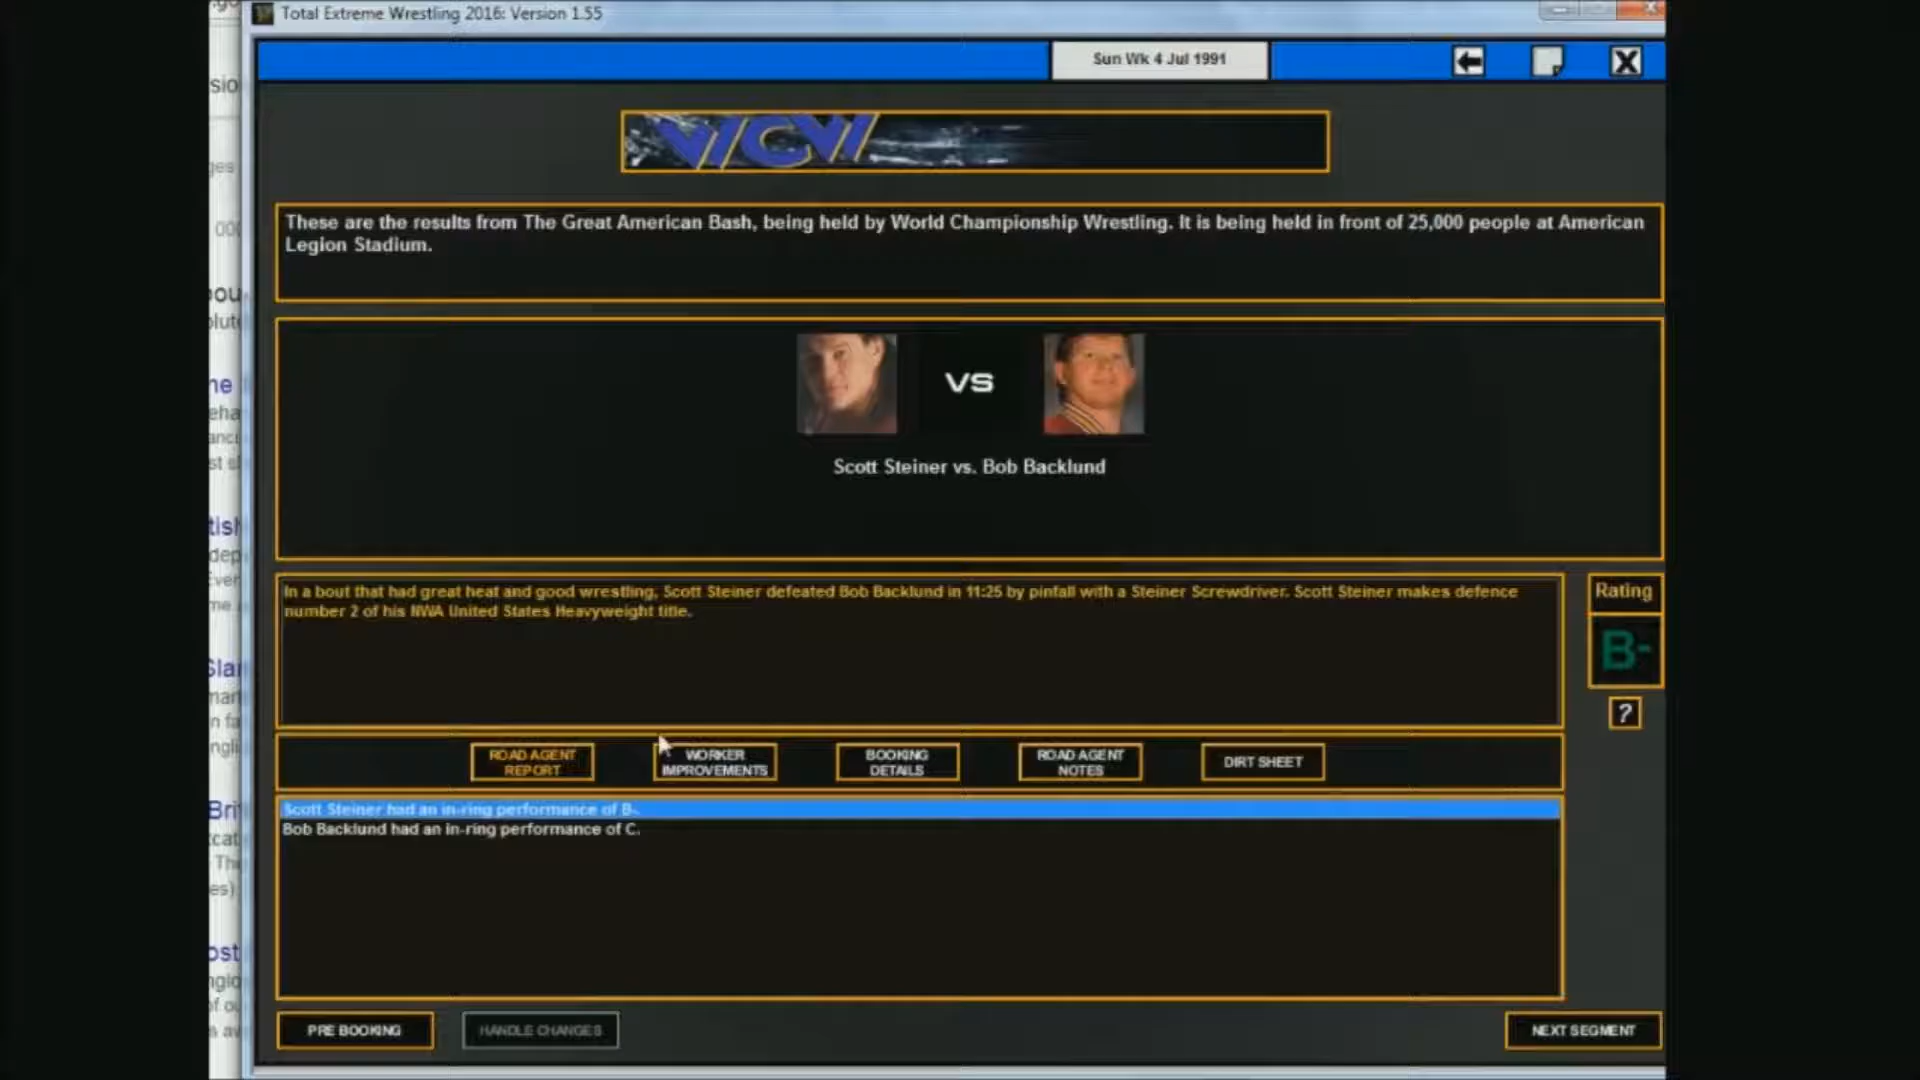 Total Extreme Wrestling 2016: Version 1.55
Sun Wk 4 Jul 1991
WCW
These are the results from The Great American Bash, being held by World Championship Wrestling. It is being held in front of 25,000 people at American
Legion Stadium.
VS
Scott Steiner vs. Bob Backlund
In a bout that had great heat and good wrestling, Scott Steiner defeated Bob Backlund in 11:25 by pinfall with a Steiner Screwdriver. Scott Steiner makes defence
number 2 of his NWA United States Heavyweight title.
Rating
B-
?
ROAD AGENT
REPORT
WORKER
IMPROVEMENTS
BOOKING
DETAILS
ROAD AGENT
NOTES
DIRT SHEET
Scott Steiner had an in-ring performance of B-.
Bob Backlund had an in-ring performance of C.
PRE BOOKING
HANDLE CHANGES
NEXT SEGMENT